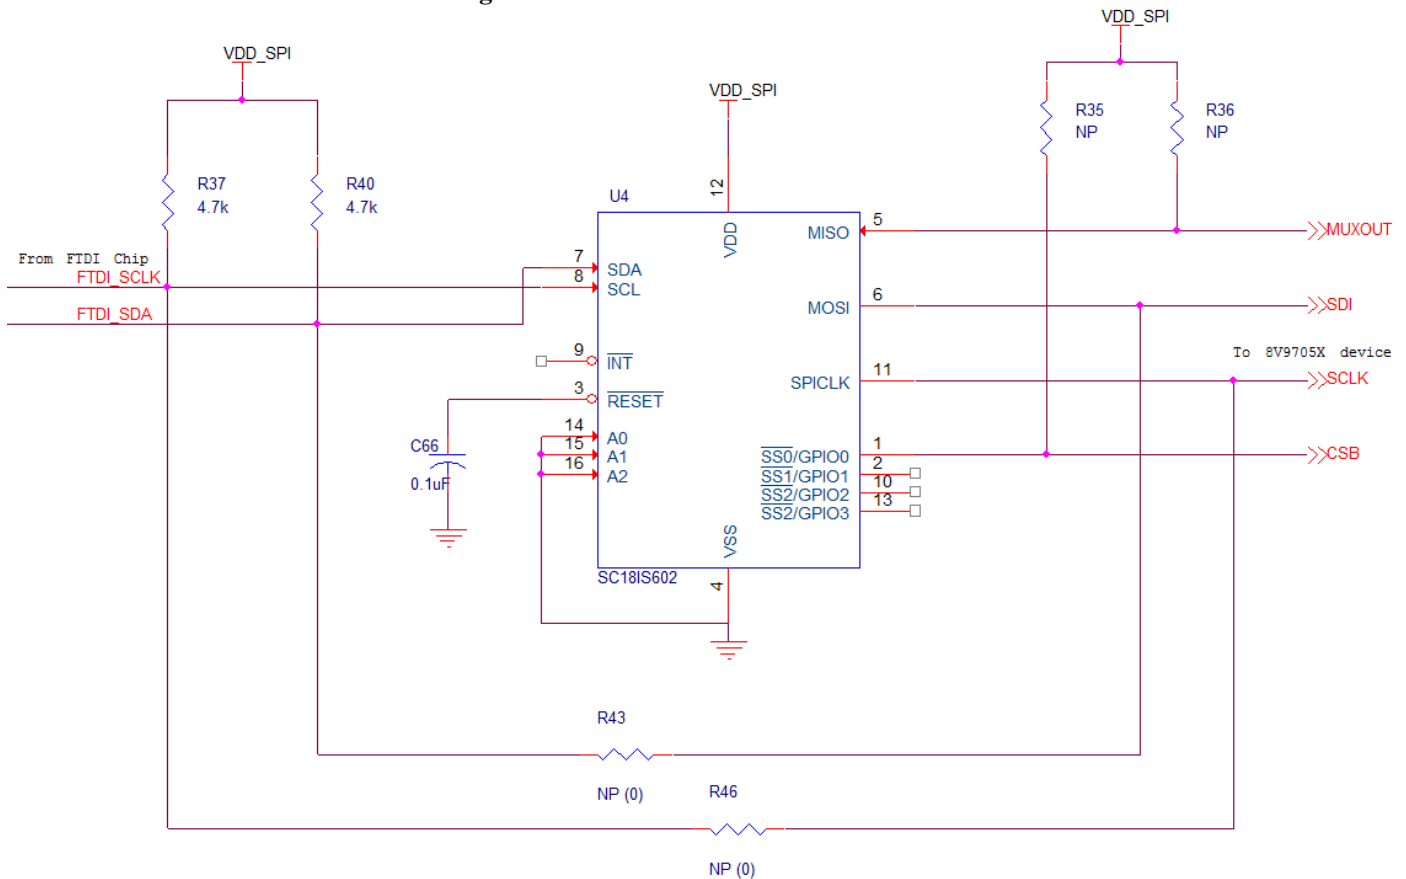 VDD_SPI
VDD_SPI
VDD_SPI
R35
NP
R36
NP
R37
4.7k
R40
4.7k
U4
12
VDD
5
MISO
MUXOUT
From FTDI Chip
FTDI_SCLK
FTDI_SDA
7
SDA
8
SCL
6
MOSI
SDI
9
INT
To 8V9705X device
11
SPICLK
SCLK
3
RESET
14
A0
15
A1
16
A2
C66
0.1uF
1
SS0/GPIO0
CSB
2
SS1/GPIO1
10
SS2/GPIO2
13
SS2/GPIO3
VSS
4
SC18IS602
R43
NP (0)
R46
NP (0)